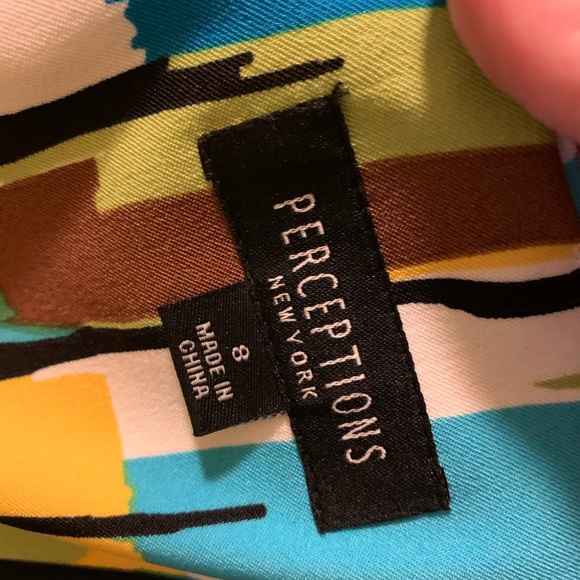 PERCEPTIONS
NEW YORK
8
MADE IN
CHINA